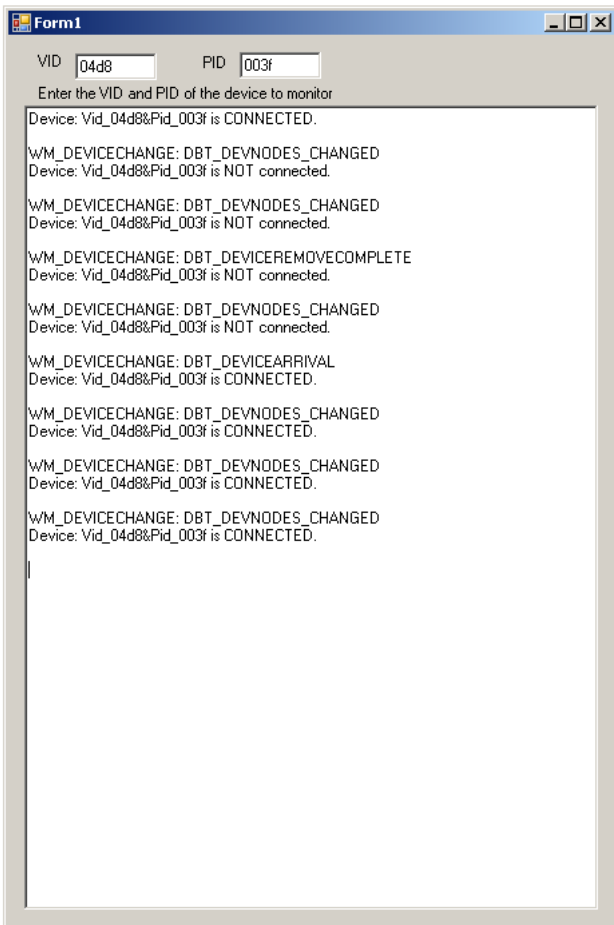 Form1
VID 04d8 PID 003f
Enter the VID and PID of the device to monitor
Device: Vid_04d8&Pid_003f is CONNECTED.
WM_DEVICECHANGE: DBT_DEVNODES_CHANGED
Device: Vid_04d8&Pid_003f is NOT connected.
WM_DEVICECHANGE: DBT_DEVNODES_CHANGED
Device: Vid_04d8&Pid_003f is NOT connected.
WM_DEVICECHANGE: DBT_DEVICEREMOVECOMPLETE
Device: Vid_04d8&Pid_003f is NOT connected.
WM_DEVICECHANGE: DBT_DEVNODES_CHANGED
Device: Vid_04d8&Pid_003f is NOT connected.
WM_DEVICECHANGE: DBT_DEVICEARRIVAL
Device: Vid_04d8&Pid_003f is CONNECTED.
WM_DEVICECHANGE: DBT_DEVNODES_CHANGED
Device: Vid_04d8&Pid_003f is CONNECTED.
WM_DEVICECHANGE: DBT_DEVNODES_CHANGED
Device: Vid_04d8&Pid_003f is CONNECTED.
WM_DEVICECHANGE: DBT_DEVNODES_CHANGED
Device: Vid_04d8&Pid_003f is CONNECTED.